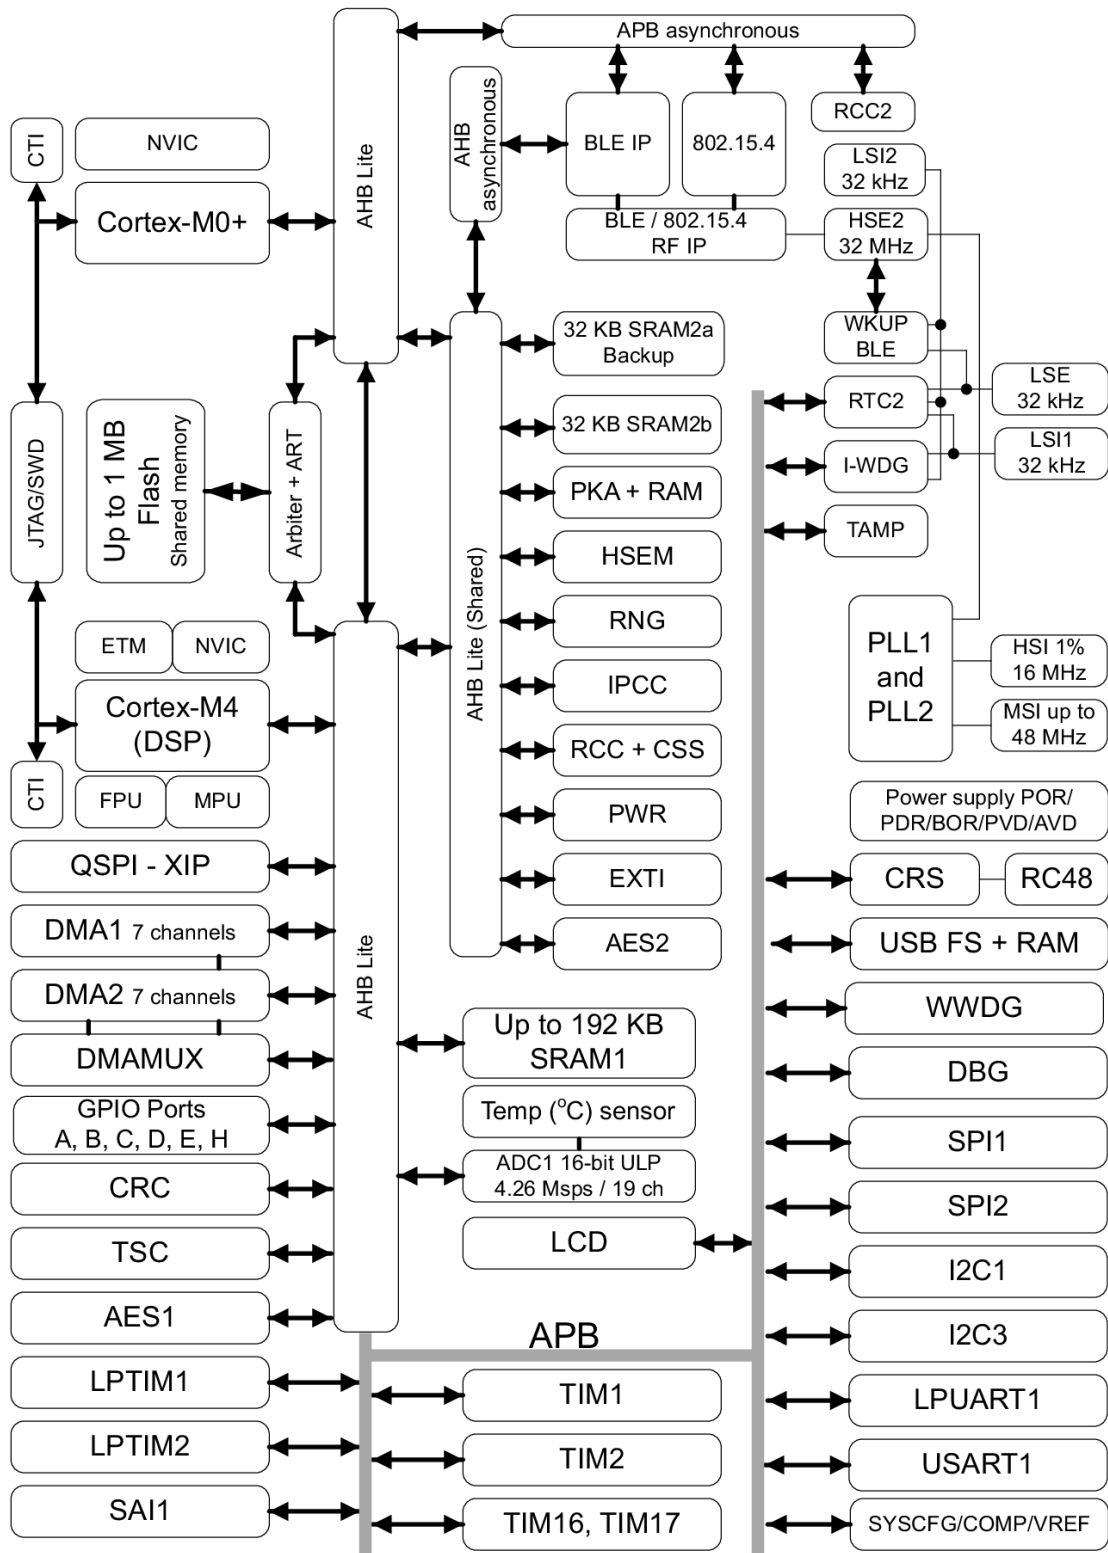 APB asynchronous
AHB
asynchronous
BLE IP
802.15.4
RCC2
CTI
NVIC
Cortex-M0+
AHB Lite
BLE / 802.15.4
RF IP
LSI2
32 kHz
HSE2
32 MHz
WKUP
BLE
RTC2
I-WDG
TAMP
LSE
32 kHz
LSI1
32 kHz
JTAG/SWD
Up to 1 MB
Flash
Shared memory
Arbiter + ART
AHB Lite (Shared)
32 KB SRAM2a
Backup
32 KB SRAM2b
PKA + RAM
HSEM
RNG
IPCC
RCC + CSS
PWR
EXTI
AES2
ETM
NVIC
Cortex-M4
(DSP)
CTI
FPU
MPU
PLL1
and
PLL2
HSI 1%
16 MHz
MSI up to
48 MHz
Power supply POR/
PDR/BOR/PVD/AVD
QSPI - XIP
DMA1 7 channels
DMA2 7 channels
DMAMUX
GPIO Ports
A, B, C, D, E, H
CRC
TSC
AES1
LPTIM1
LPTIM2
SAI1
AHB Lite
Up to 192 KB
SRAM1
Temp (°C) sensor
ADC1 16-bit ULP
4.26 Msps / 19 ch
LCD
APB
TIM1
TIM2
TIM16, TIM17
CRS
RC48
USB FS + RAM
WWDG
DBG
SPI1
SPI2
I2C1
I2C3
LPUART1
USART1
SYSCFG/COMP/VREF